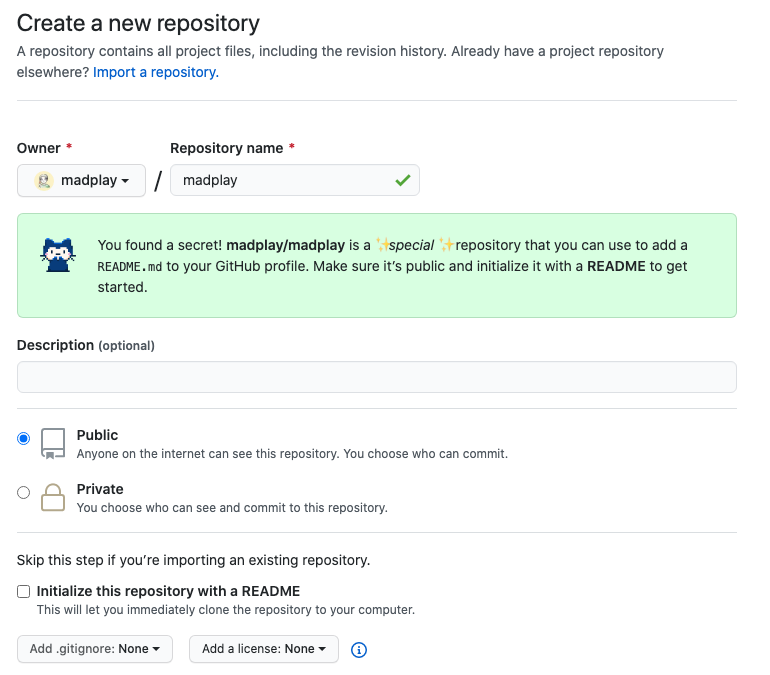 Create a new repository
A repository contains all project files, including the revision history. Already have a project repository
elsewhere? Import a repository.
Owner * Repository name *
madplay / madplay
You found a secret! madplay/madplay is a ✨special ✨repository that you can use to add a
README.md to your GitHub profile. Make sure it’s public and initialize it with a README to get
started.
Description (optional)
Public
Anyone on the internet can see this repository. You choose who can commit.
Private
You choose who can see and commit to this repository.
Skip this step if you’re importing an existing repository.
Initialize this repository with a README
This will let you immediately clone the repository to your computer.
Add .gitignore: None Add a license: None